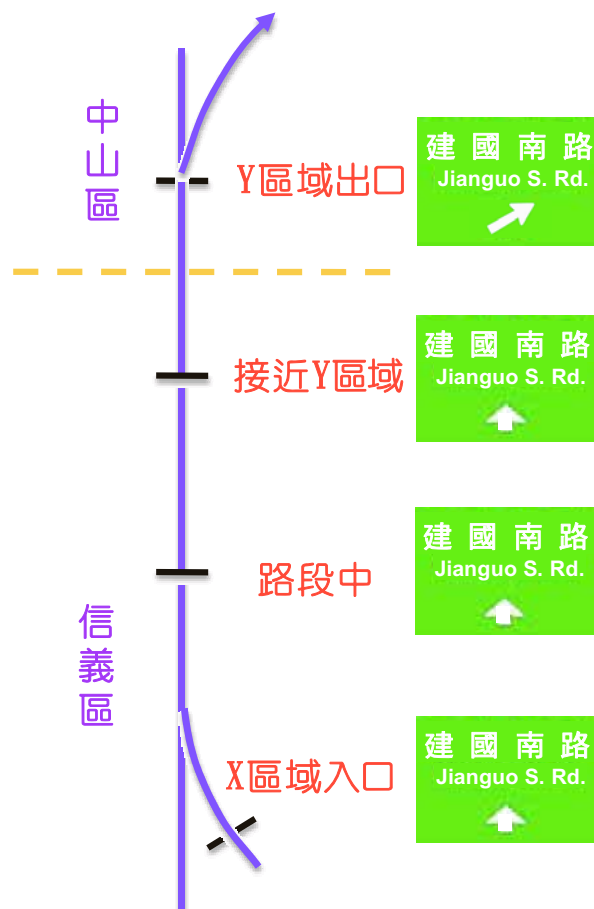 中山區
Y區域出口
建國南路
Jianguo S. Rd.
接近Y區域
建國南路
Jianguo S. Rd.
路段中
建國南路
Jianguo S. Rd.
信義區
X區域入口
建國南路
Jianguo S. Rd.